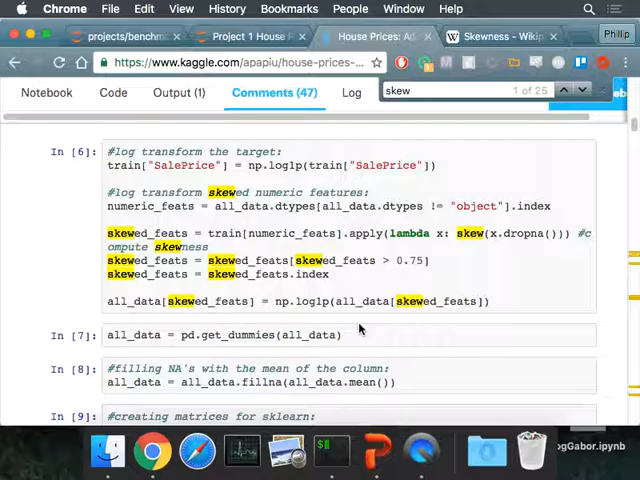 Chrome File Edit View History Bookmarks People Window Help
projects/benchm
Project 1 House F
House Prices: Ad
Skewness - Wikip
Philip
https://www.kaggle.com/apapiu/house-prices-...
skew 1 of 25
Notebook Code Output (1) Comments (47) Log
In [6]: #log transform the target:
train["SalePrice"] = np.log1p(train["SalePrice"])
#log transform skewed numeric features:
numeric_feats = all_data.dtypes[all_data.dtypes != "object"].index
skewed_feats = train[numeric_feats].apply(lambda x: skew(x.dropna())) #c
ompute skewness
skewed_feats = skewed_feats[skewed_feats > 0.75]
skewed_feats = skewed_feats.index
all_data[skewed_feats] = np.log1p(all_data[skewed_feats])
In [7]: all_data = pd.get_dummies(all_data)
In [8]: #filling NA's with the mean of the column:
all_data = all_data.fillna(all_data.mean())
In [9]: #creating matrices for sklearn:
ogGabor.ipynb